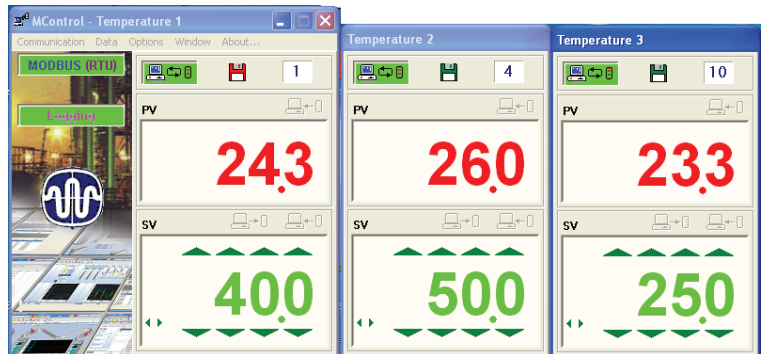 MControl - Temperature 1
Communication Data Options Window About...
MODBUS (RTU)
Logging
1
PV
24.3
SV
40.0
Temperature 2
4
PV
26.0
SV
50.0
Temperature 3
10
PV
23.3
SV
25.0